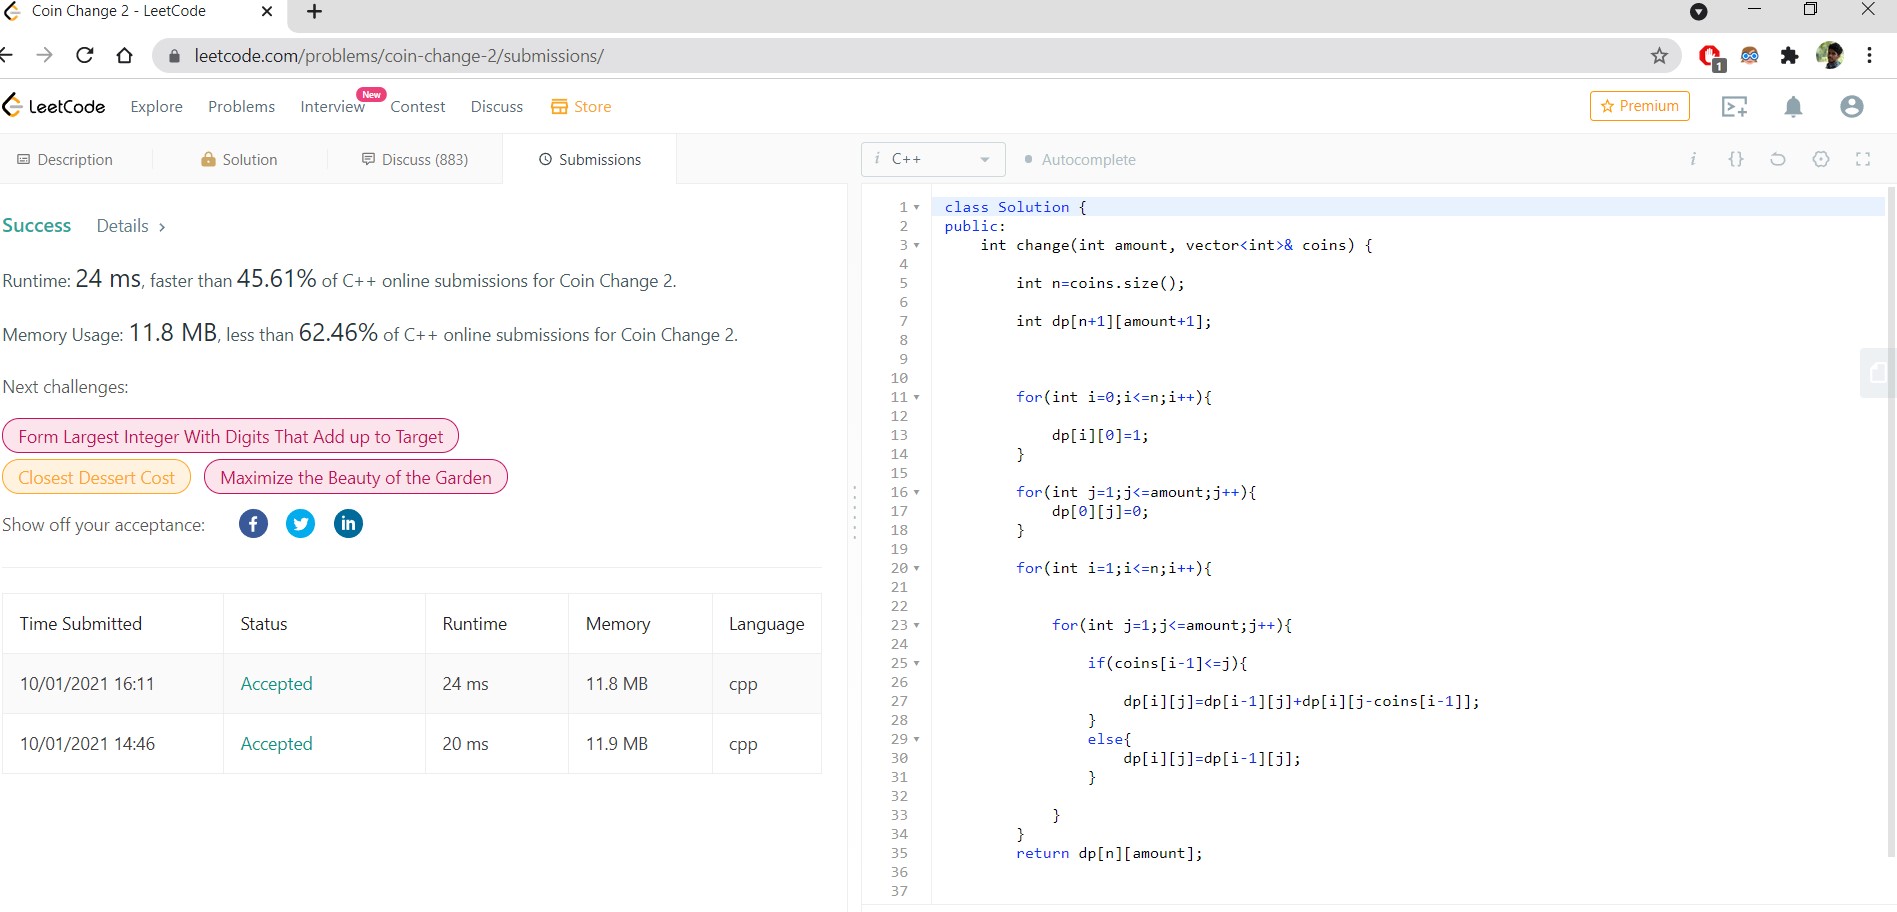 Coin Change 2 - LeetCode
leetcode.com/problems/coin-change-2/submissions/
1
LeetCode Explore Problems Interview New Contest Discuss Store Premium
Description Solution Discuss (883) Submissions
i C++ Autocomplete i {}
Success Details >
Runtime: 24 ms, faster than 45.61% of C++ online submissions for Coin Change 2.
Memory Usage: 11.8 MB, less than 62.46% of C++ online submissions for Coin Change 2.
Next challenges:
Form Largest Integer With Digits That Add up to Target
Closest Dessert Cost Maximize the Beauty of the Garden
Show off your acceptance: f in
Time Submitted Status Runtime Memory Language
10/01/2021 16:11 Accepted 24 ms 11.8 MB cpp
10/01/2021 14:46 Accepted 20 ms 11.9 MB cpp
1 class Solution {
2 public:
3     int change(int amount, vector<int>& coins) {
4
5         int n=coins.size();
6
7         int dp[n+1][amount+1];
8
9
10
11         for(int i=0;i<=n;i++){
12
13             dp[i][0]=1;
14         }
15
16         for(int j=1;j<=amount;j++){
17             dp[0][j]=0;
18         }
19
20         for(int i=1;i<=n;i++){
21
22
23             for(int j=1;j<=amount;j++){
24
25                 if(coins[i-1]<=j){
26
27                     dp[i][j]=dp[i-1][j]+dp[i][j-coins[i-1]];
28                 }
29                 else{
30                     dp[i][j]=dp[i-1][j];
31                 }
32
33             }
34         }
35         return dp[n][amount];
36
37